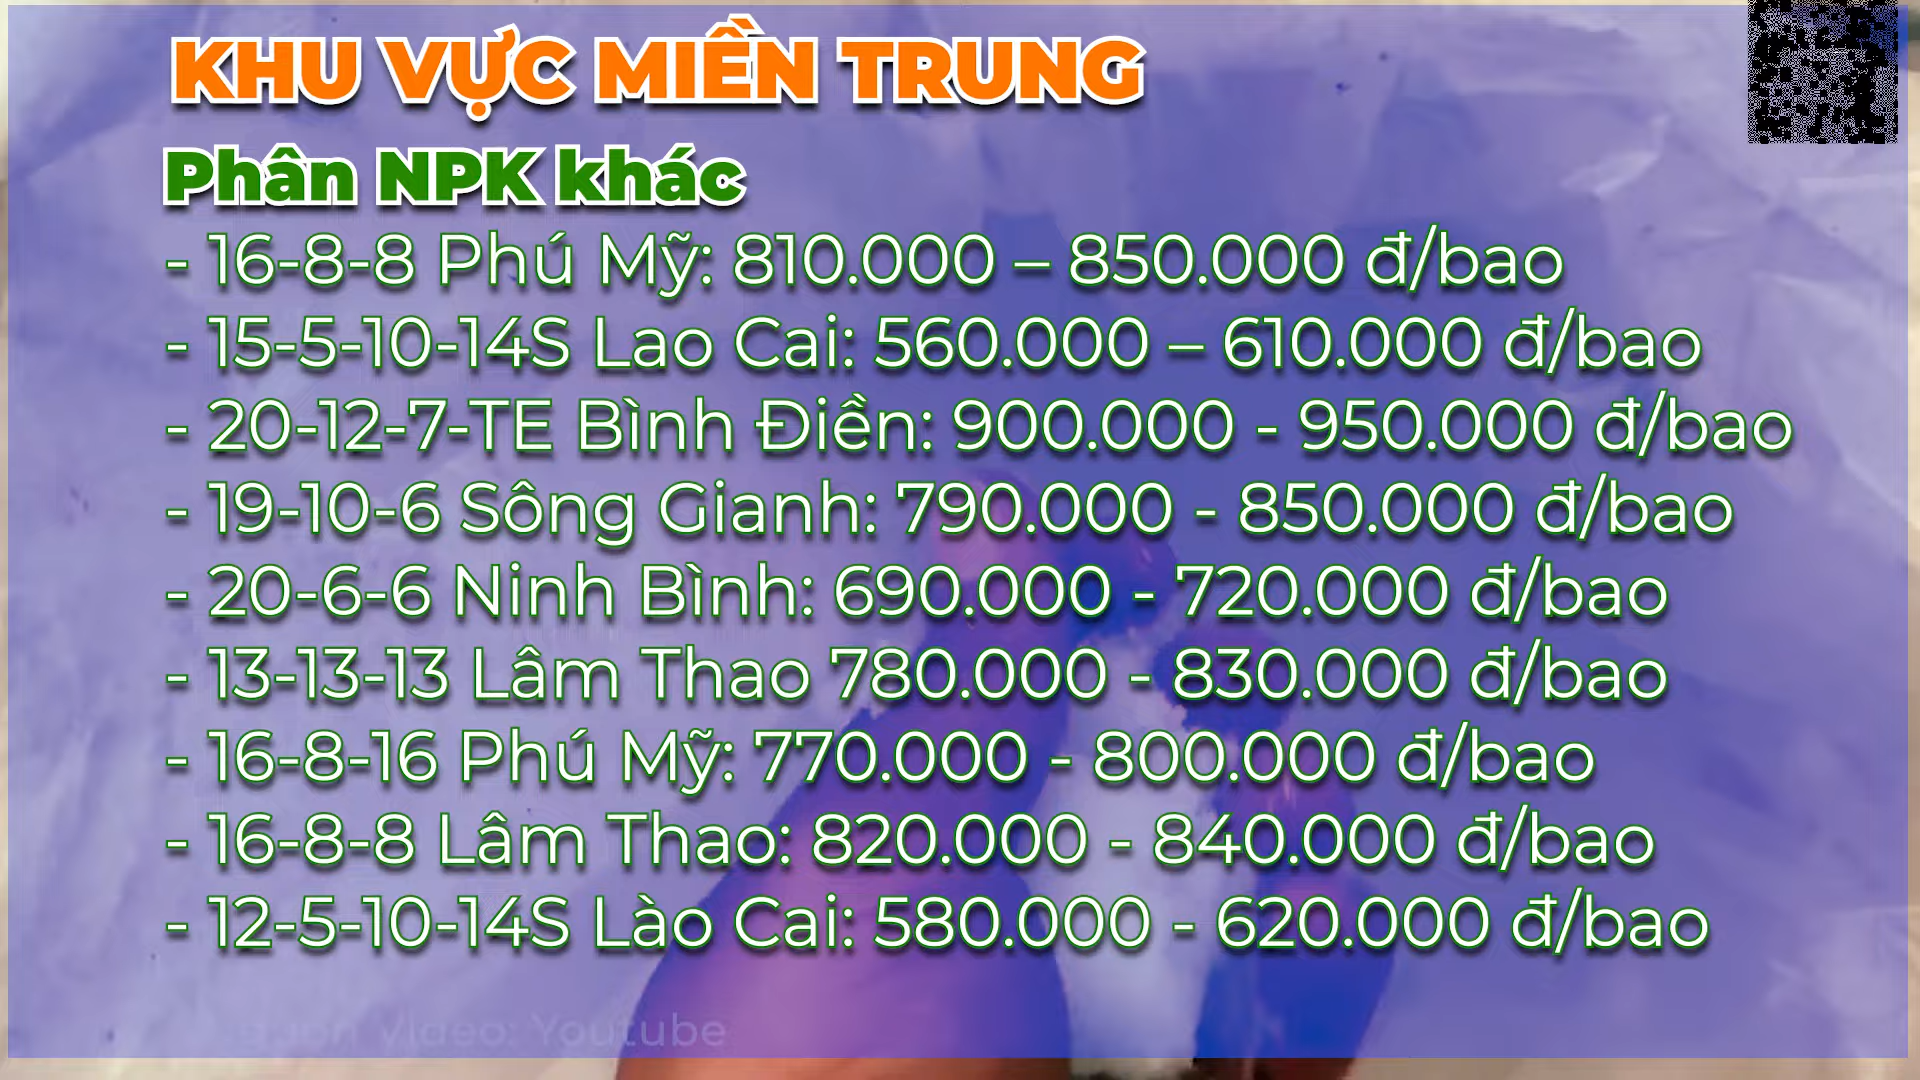 KHU VỰC MIỀN TRUNG
Phân NPK khác
- 16-8-8 Phú Mỹ: 810.000 – 850.000 đ/bao
- 15-5-10-14S Lao Cai: 560.000 – 610.000 đ/bao
- 20-12-7-TE Bình Điền: 900.000 - 950.000 đ/bao
- 19-10-6 Sông Gianh: 790.000 - 850.000 đ/bao
- 20-6-6 Ninh Bình: 690.000 - 720.000 đ/bao
- 13-13-13 Lâm Thao 780.000 - 830.000 đ/bao
- 16-8-16 Phú Mỹ: 770.000 - 800.000 đ/bao
- 16-8-8 Lâm Thao: 820.000 - 840.000 đ/bao
- 12-5-10-14S Lào Cai: 580.000 - 620.000 đ/bao
video: Youtube